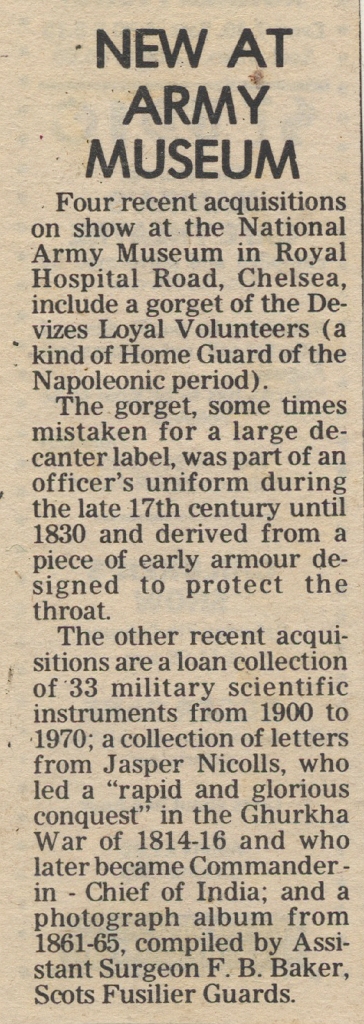 NEW AT
ARMY
MUSEUM
Four recent acquisitions
on show at the National
Army Museum in Royal
Hospital Road, Chelsea,
include a gorget of the De-
vizes Loyal Volunteers (a
kind of Home Guard of the
Napoleonic period).
The gorget, some times
mistaken for a large de-
canter label, was part of an
officer's uniform during
the late 17th century until
1830 and derived from a
piece of early armour de-
signed to protect the
throat.
The other recent acqui-
sitions are a loan collection
of 33 military scientific
instruments from 1900 to
1970; a collection of letters
from Jasper Nicolls, who
led a "rapid and glorious
conquest" in the Ghurkha
War of 1814-16 and who
later became Commander -
in - Chief of India; and a
photograph album from
1861-65, compiled by Assi-
stant Surgeon F. B. Baker,
Scots Fusilier Guards.